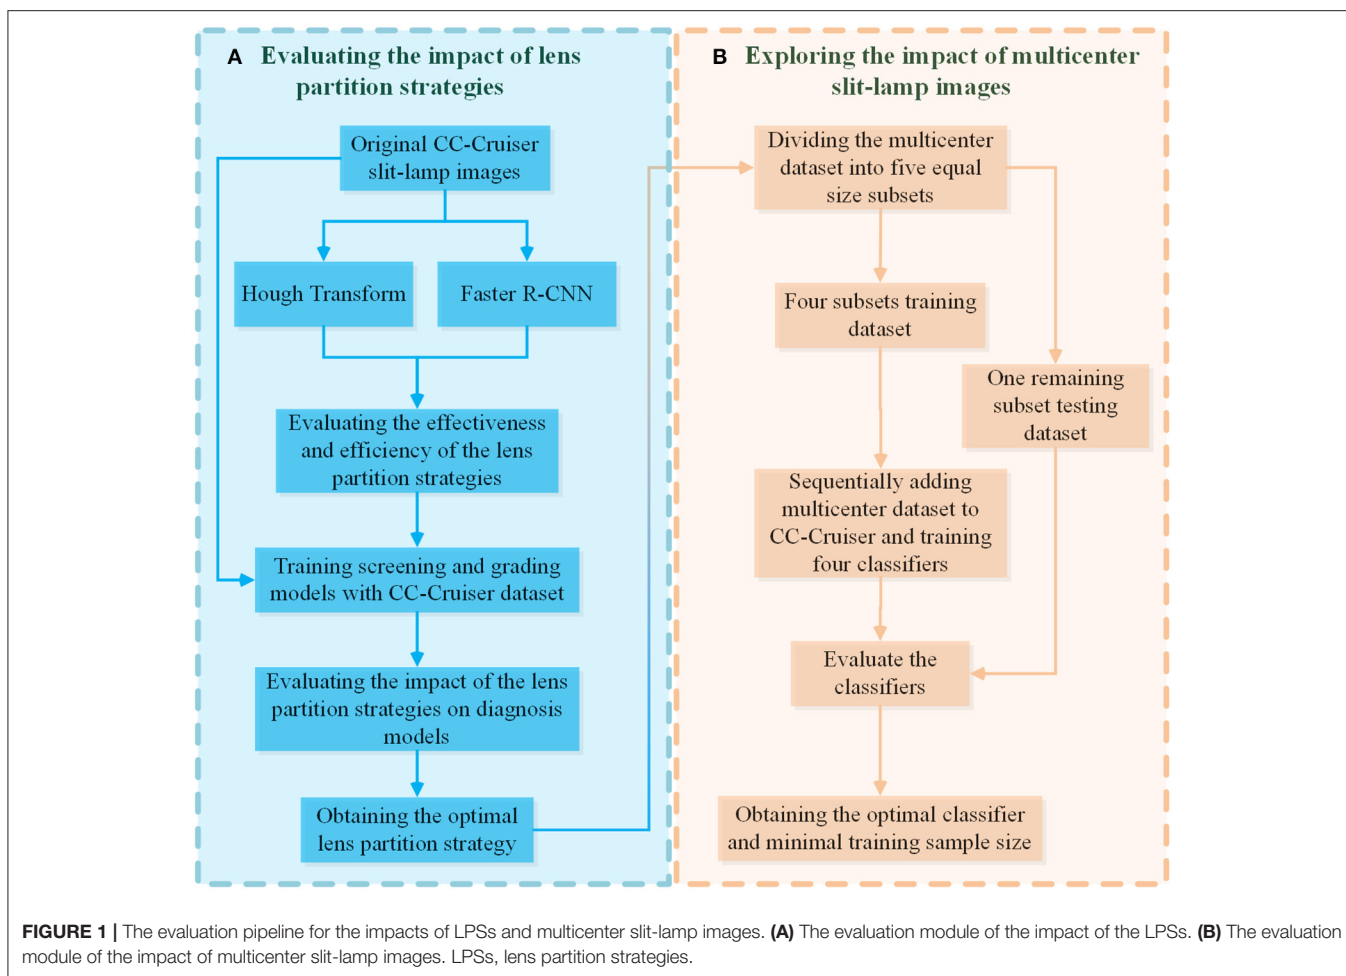 A Evaluating the impact of lens
partition strategies
Original CC-Cruiser
slit-lamp images
Hough Transform
Faster R-CNN
Evaluating the effectiveness
and efficiency of the lens
partition strategies
Training screening and grading
models with CC-Cruiser dataset
Evaluating the impact of the lens
partition strategies on diagnosis
models
Obtaining the optimal
lens partition strategy
B Exploring the impact of multicenter
slit-lamp images
Dividing the multicenter
dataset into five equal
size subsets
Four subsets training
dataset
One remaining
subset testing
dataset
Sequentially adding
multicenter dataset to
CC-Cruiser and training
four classifiers
Evaluate the
classifiers
Obtaining the optimal classifier
and minimal training sample size
FIGURE 1 | The evaluation pipeline for the impacts of LPSs and multicenter slit-lamp images. (A) The evaluation module of the impact of the LPSs. (B) The evaluation
module of the impact of multicenter slit-lamp images. LPSs, lens partition strategies.